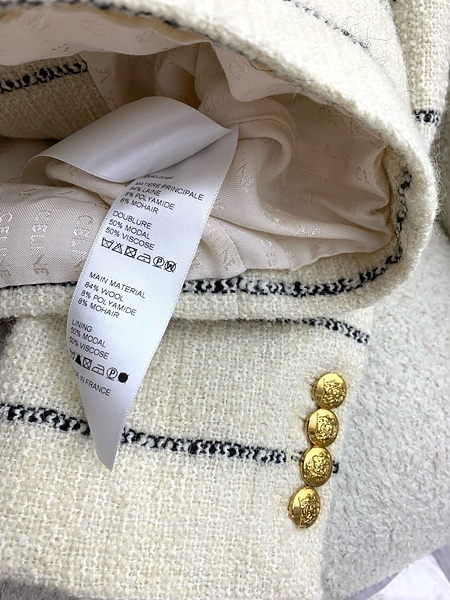 MATIERE PRINCIPALE
84% LAINE
8% POLYAMIDE
8% MOHAIR
DOUBLURE
50% MODAL
50% VISCOSE
P W
MAIN MATERIAL
84% WOOL
8% POLYAMIDE
8% MOHAIR
LINING
50% MODAL
50% VISCOSE
P
MADE IN FRANCE
CELINE